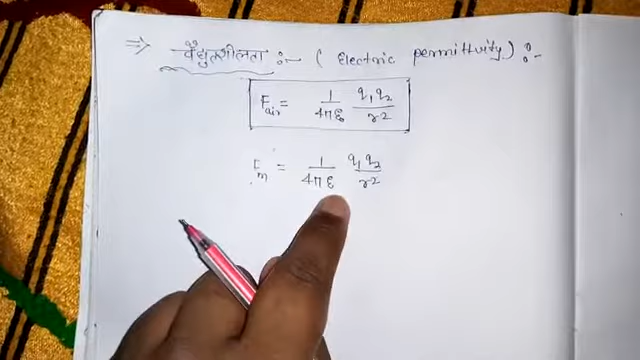 ⇒ वैद्युतशीलता :- ( Electric permittivity ) :-
F_air = 1/4πε₀ q₁q₂/r²
F_m = 1/4πε q₁q₂/r²